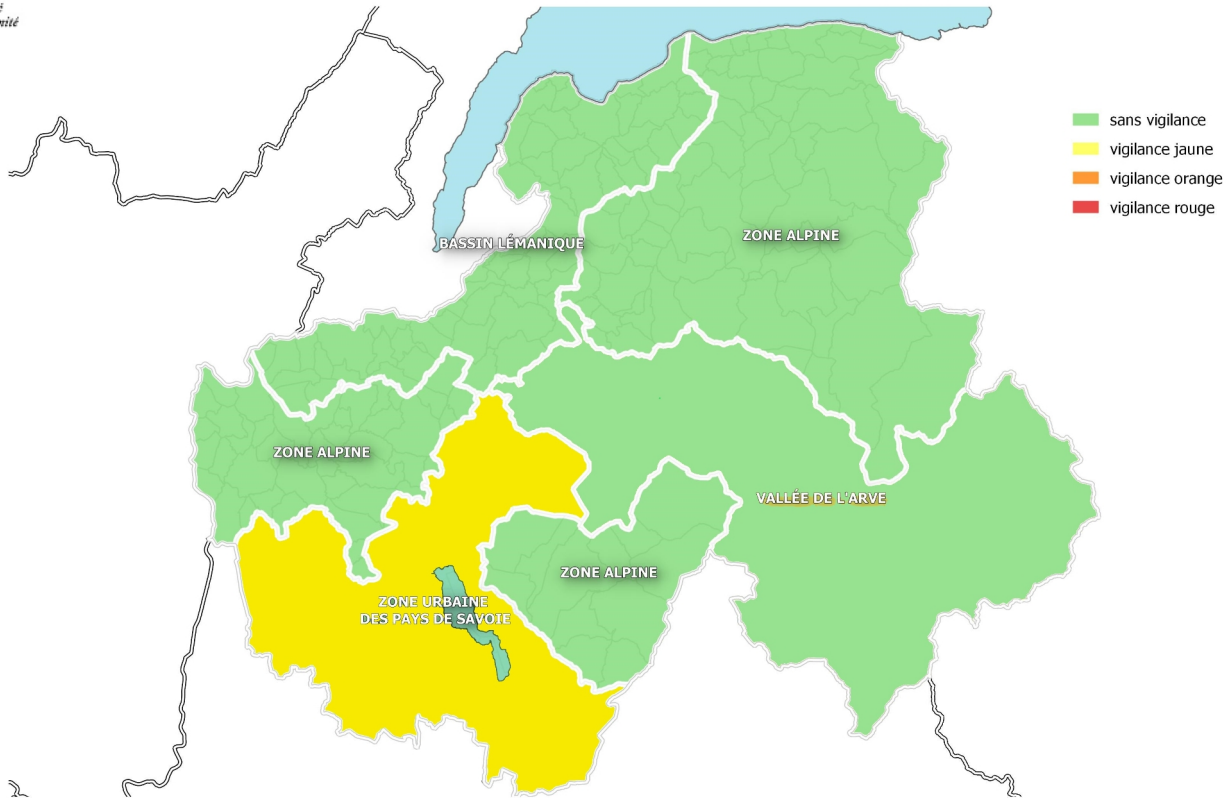 mité
sans vigilance
vigilance jaune
vigilance orange
vigilance rouge
BASSIN LÉMANIQUE
ZONE ALPINE
ZONE ALPINE
VALLÉE DE L'ARVE
ZONE ALPINE
ZONE URBAINE
DES PAYS DE SAVOIE